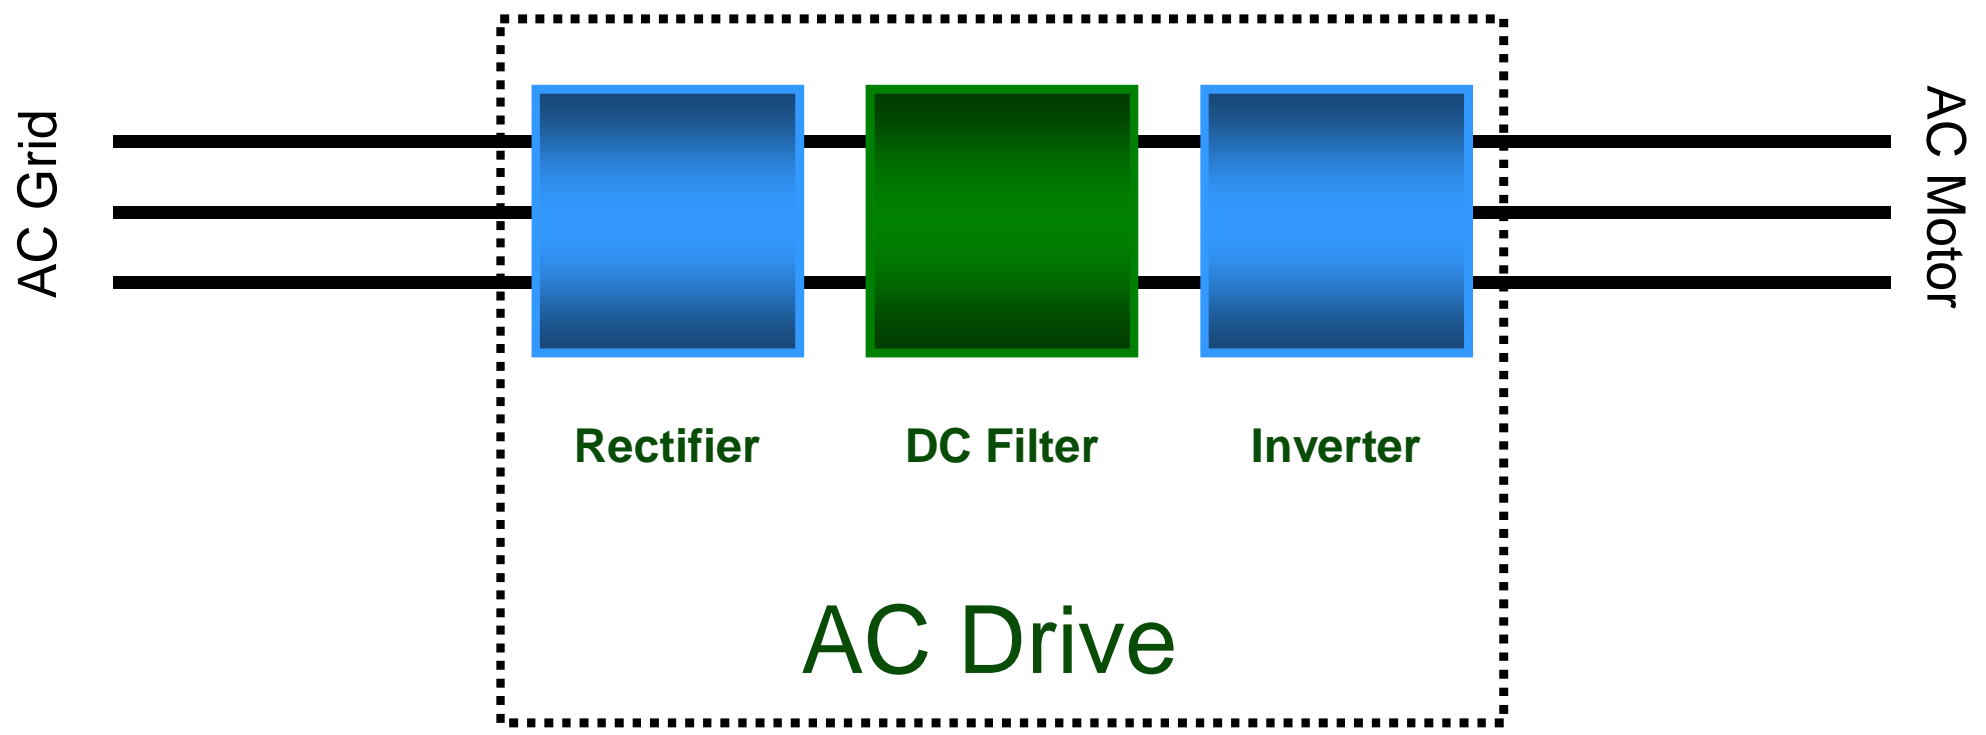 AC Grid
Rectifier
DC Filter
Inverter
AC Drive
AC Motor